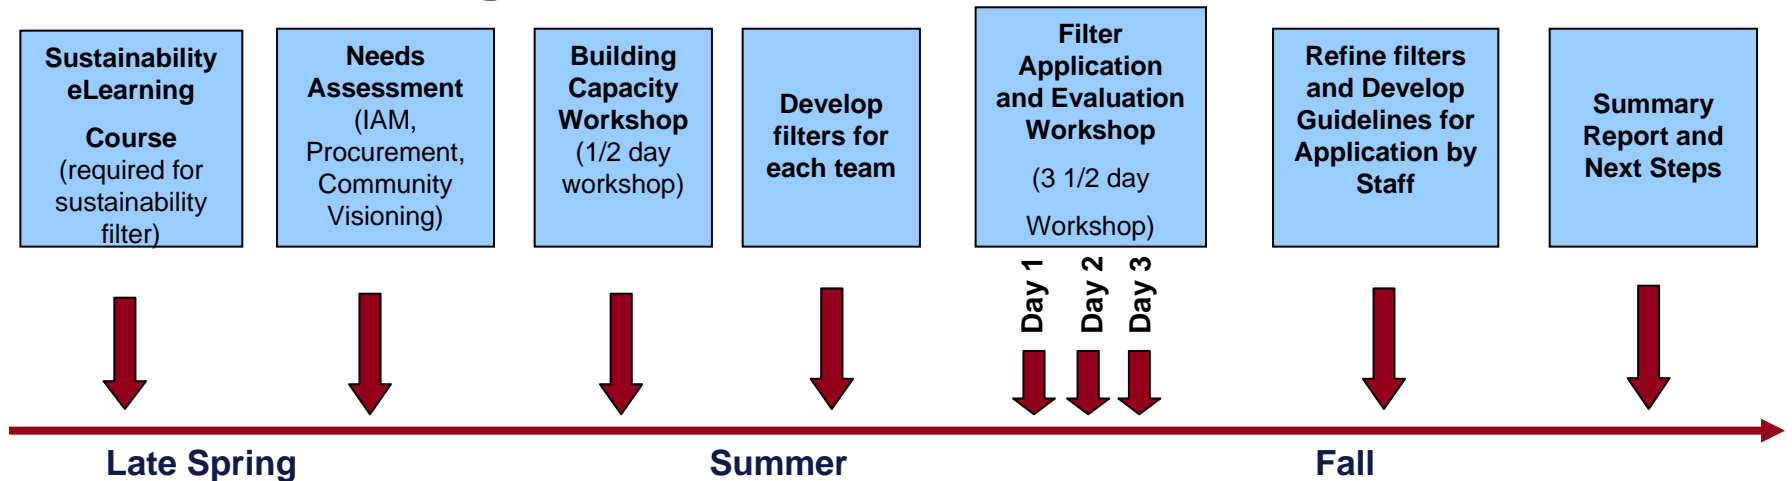 Sustainability
eLearning
Course
(required for
sustainability
filter)
Needs
Assessment
(IAM,
Procurement,
Community
Visioning)
Building
Capacity
Workshop
(1/2 day
workshop)
Develop
filters for
each team
Filter
Application
and Evaluation
Workshop
(3 1/2 day
Workshop)
Refine filters
and Develop
Guidelines for
Application by
Staff
Summary
Report and
Next Steps
Day 1
Day 2
Day 3
Late Spring
Summer
Fall